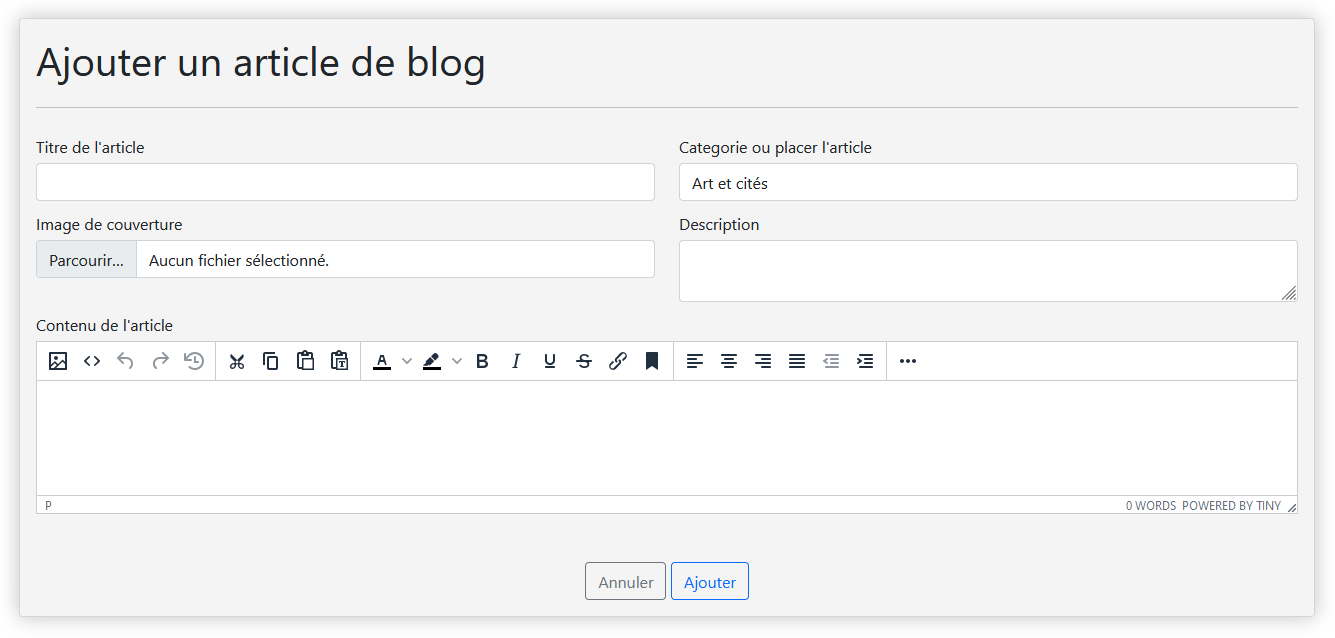 Ajouter un article de blog
Titre de l'article
Categorie ou placer l'article
Art et cités
Image de couverture
Description
Parcourir... Aucun fichier sélectionné.
Contenu de l'article
P
0 WORDS POWERED BY TINY
Annuler
Ajouter